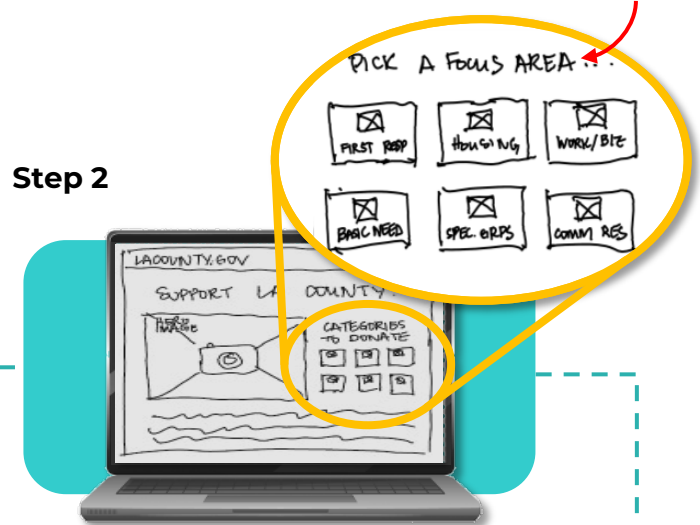 PICK A FOCUS AREA...
FIRST RESP HOUSING WORK/BIZ
BASIC NEED SPEC. GRPS COMM RES
Step 2
LACOUNTY.GOV
SUPPORT LA COUNTY!
HERO IMAGE
CATEGORIES
TO DONATE